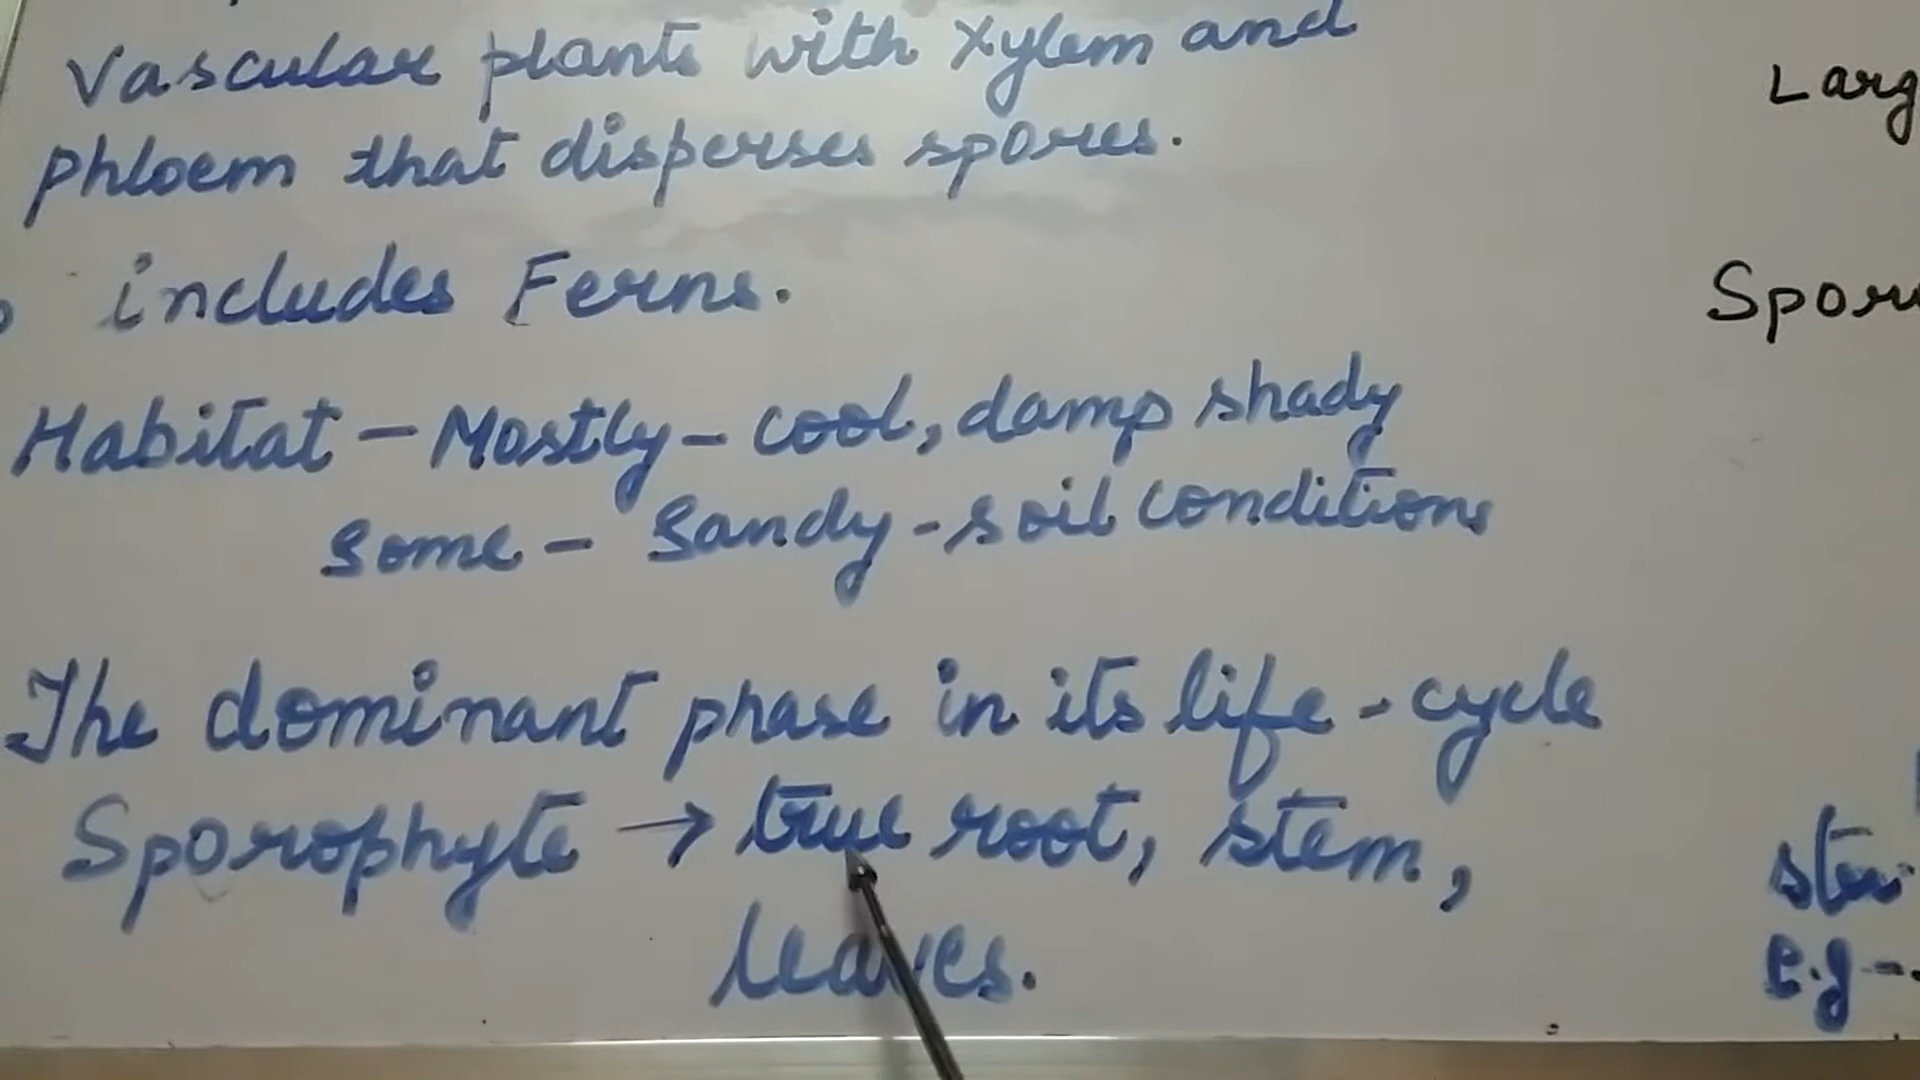 Vascular plants with Xylem and
phloem that disperses spores.
includes Ferns.
Habitat - Mostly - cool, damp shady
some - Sandy - soil conditions
The dominant phase in its life - cycle
Sporophyte → true root, stem,
leaves.
Larg
Spor
e.g -